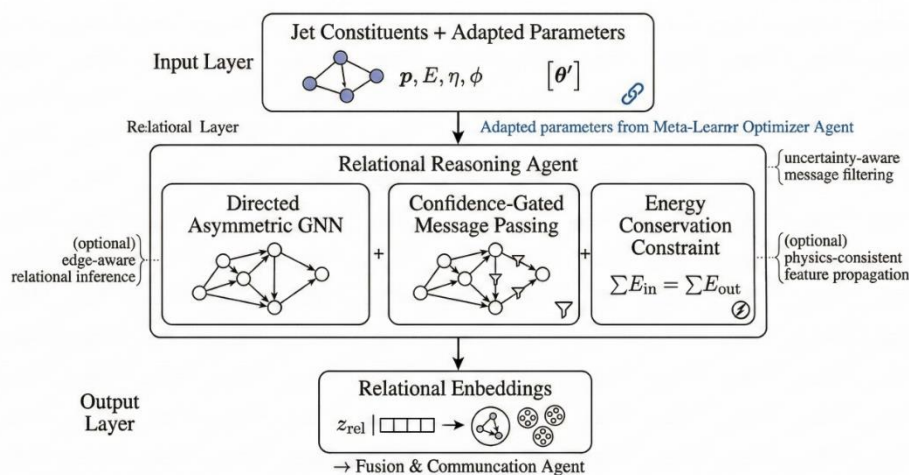 Jet Constituents + Adapted Parameters
Input Layer
p, E, η, ϕ [θ′]
Relational Layer
Adapted parameters from Meta-Learnr Optimizer Agent
Relational Reasoning Agent
uncertainty-aware
message filtering
Directed
Asymmetric GNN
+
Confidence-Gated
Message Passing
+
Energy
Conservation
Constraint
∑E_in = ∑E_out
(optional)
edge-aware
relational inference
(optional)
physics-consistent
feature propagation
Relational Embeddings
Output
Layer
z_rel | →
→ Fusion & Communcation Agent